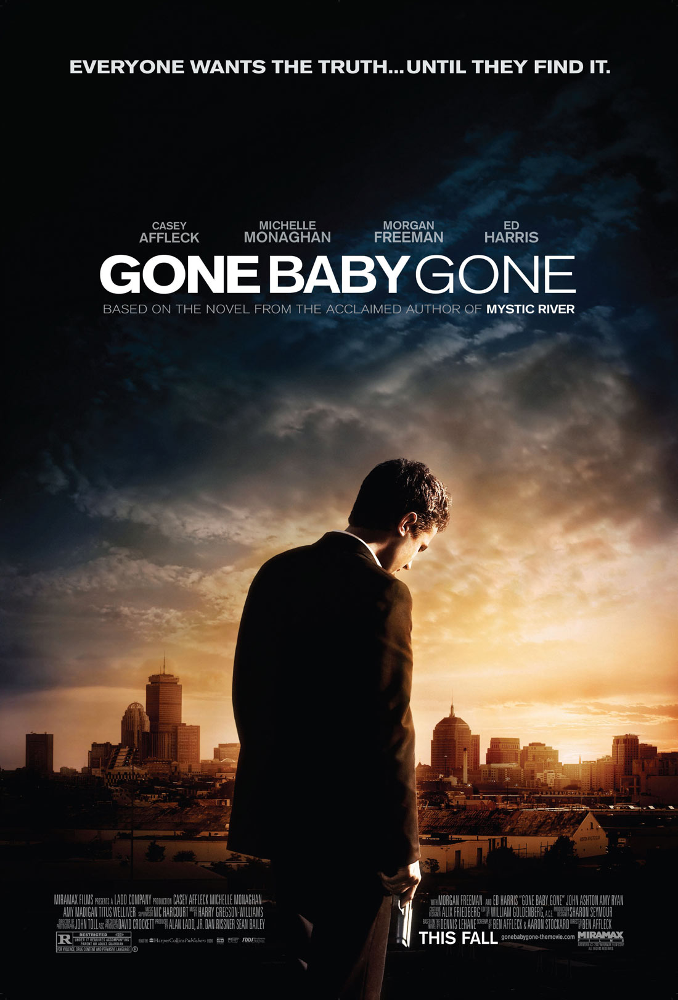 EVERYONE WANTS THE TRUTH...UNTIL THEY FIND IT.
CASEY AFFLECK
MICHELLE MONAGHAN
MORGAN FREEMAN
ED HARRIS
GONE BABY GONE
BASED ON THE NOVEL FROM THE ACCLAIMED AUTHOR OF MYSTIC RIVER
MIRAMAX FILMS PRESENTS A LADD COMPANY PRODUCTION CASEY AFFLECK MICHELLE MONAGHAN
AMY MADIGAN TITUS WELLIVER MUSIC SUPERVISOR NIC HARCOURT MUSIC BY HARRY GREGSON-WILLIAMS
DIRECTOR OF PHOTOGRAPHY JOHN TOLL, ASC EXECUTIVE PRODUCER DAVID CROCKETT PRODUCED BY ALAN LADD, JR. DAN RISSNER SEAN BAILEY
R RESTRICTED
UNDER 17 REQUIRES ACCOMPANYING
PARENT OR ADULT GUARDIAN
FOR VIOLENCE, DRUG CONTENT AND PERVASIVE LANGUAGE ®
READ THE HarperCollinsPublishers BOOK
dts
SDDS
WITH MORGAN FREEMAN AND ED HARRIS "GONE BABY GONE" JOHN ASHTON AMY RYAN
COSTUME DESIGNER ALIX FRIEDBERG EDITED BY WILLIAM GOLDENBERG, A.C.E. PRODUCTION DESIGNER SHARON SEYMOUR
BASED ON THE NOVEL BY DENNIS LEHANE SCREENPLAY BY BEN AFFLECK & AARON STOCKARD DIRECTED BY BEN AFFLECK
THIS FALL
gonebabygone-themovie.com
MIRAMAX
FILMS
ARTWORK © 2007 MIRAMAX FILM CORP.
ALL RIGHTS RESERVED.